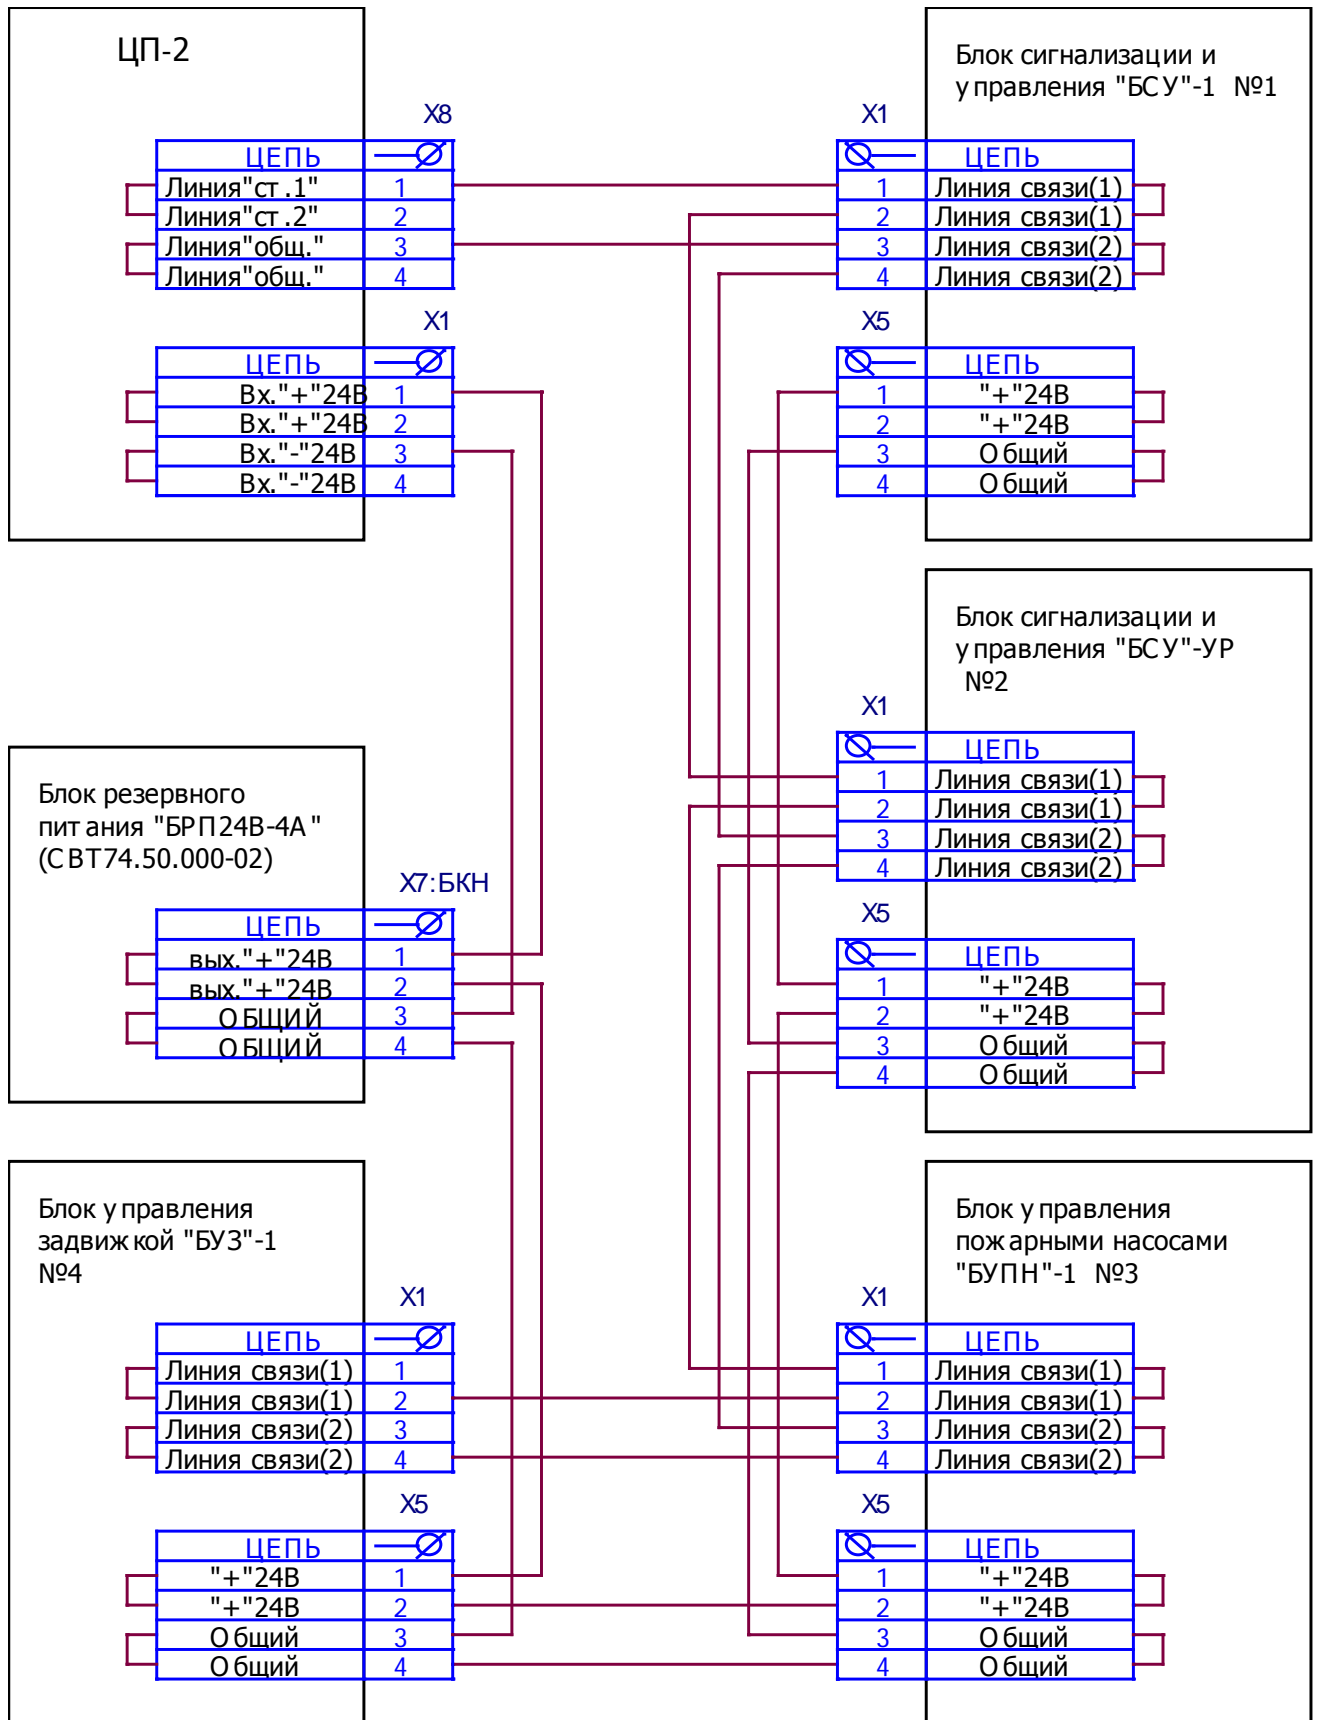 ЦП-2
X8
ЦЕПЬ
Линия"ст.1" 1
Линия"ст.2" 2
Линия"общ." 3
Линия"общ." 4
X1
ЦЕПЬ
Вх."+"24В 1
Вх."+"24В 2
Вх."-"24В 3
Вх."-"24В 4
Блок сигнализации и
управления "БСУ"-1 №1
X1
ЦЕПЬ
1 Линия связи(1)
2 Линия связи(1)
3 Линия связи(2)
4 Линия связи(2)
X5
ЦЕПЬ
1 "+"24В
2 "+"24В
3 Общий
4 Общий
Блок сигнализации и
управления "БСУ"-УР
№2
X1
ЦЕПЬ
1 Линия связи(1)
2 Линия связи(1)
3 Линия связи(2)
4 Линия связи(2)
X5
ЦЕПЬ
1 "+"24В
2 "+"24В
3 Общий
4 Общий
Блок резервного
питания "БРП24В-4А"
(СВТ74.50.000-02)
X7:БКН
ЦЕПЬ
вых."+"24В 1
вых."+"24В 2
ОБЩИЙ 3
ОБЩИЙ 4
Блок управления
задвижкой "БУЗ"-1
№4
X1
ЦЕПЬ
Линия связи(1) 1
Линия связи(1) 2
Линия связи(2) 3
Линия связи(2) 4
X5
ЦЕПЬ
"+"24В 1
"+"24В 2
Общий 3
Общий 4
Блок управления
пожарными насосами
"БУПН"-1 №3
X1
ЦЕПЬ
1 Линия связи(1)
2 Линия связи(1)
3 Линия связи(2)
4 Линия связи(2)
X5
ЦЕПЬ
1 "+"24В
2 "+"24В
3 Общий
4 Общий